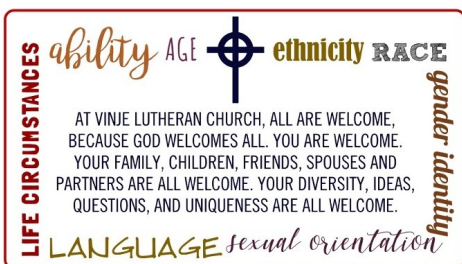 ability AGE ethnicity RACE
LIFE CIRCUMSTANCES
gender identity
AT VINJE LUTHERAN CHURCH, ALL ARE WELCOME,
BECAUSE GOD WELCOMES ALL. YOU ARE WELCOME.
YOUR FAMILY, CHILDREN, FRIENDS, SPOUSES AND
PARTNERS ARE ALL WELCOME. YOUR DIVERSITY, IDEAS,
QUESTIONS, AND UNIQUENESS ARE ALL WELCOME.
LANGUAGE sexual orientation